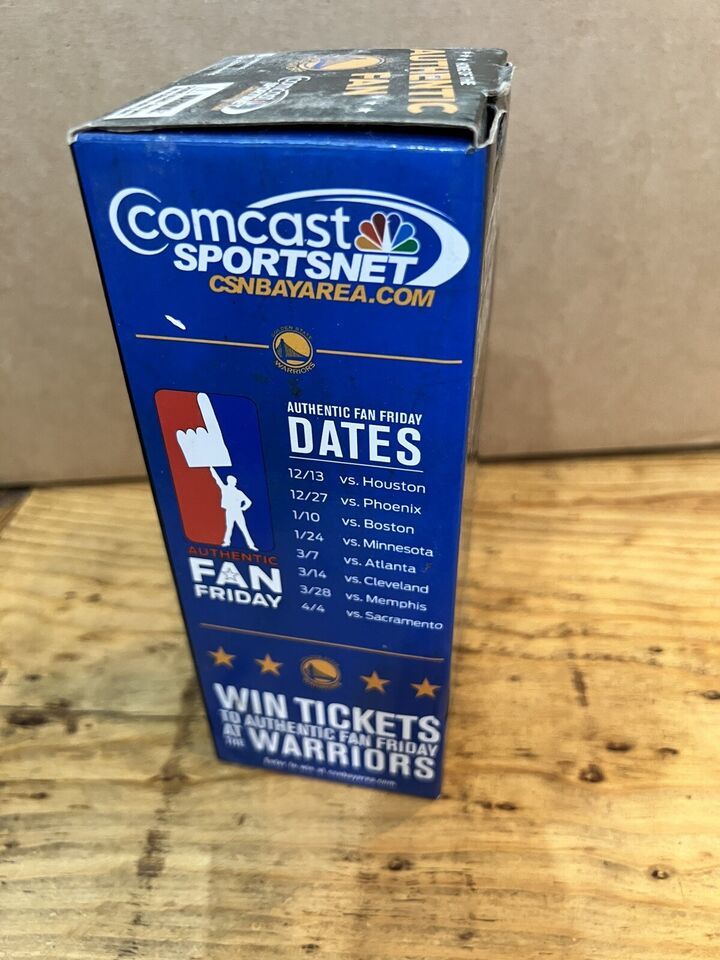 AUTHENTIC
FAN
comcast
SPORTSNET
CSNBAYAREA.COM
GOLDEN STATE
WARRIORS
AUTHENTIC FAN FRIDAY
DATES
12/13 vs. Houston
12/27 vs. Phoenix
1/10 vs. Boston
1/24 vs. Minnesota
3/7 vs. Atlanta
3/14 vs. Cleveland
3/28 vs. Memphis
4/4 vs. Sacramento
AUTHENTIC
FAN
FRIDAY
WIN TICKETS
TO AUTHENTIC FAN FRIDAY
AT THE WARRIORS